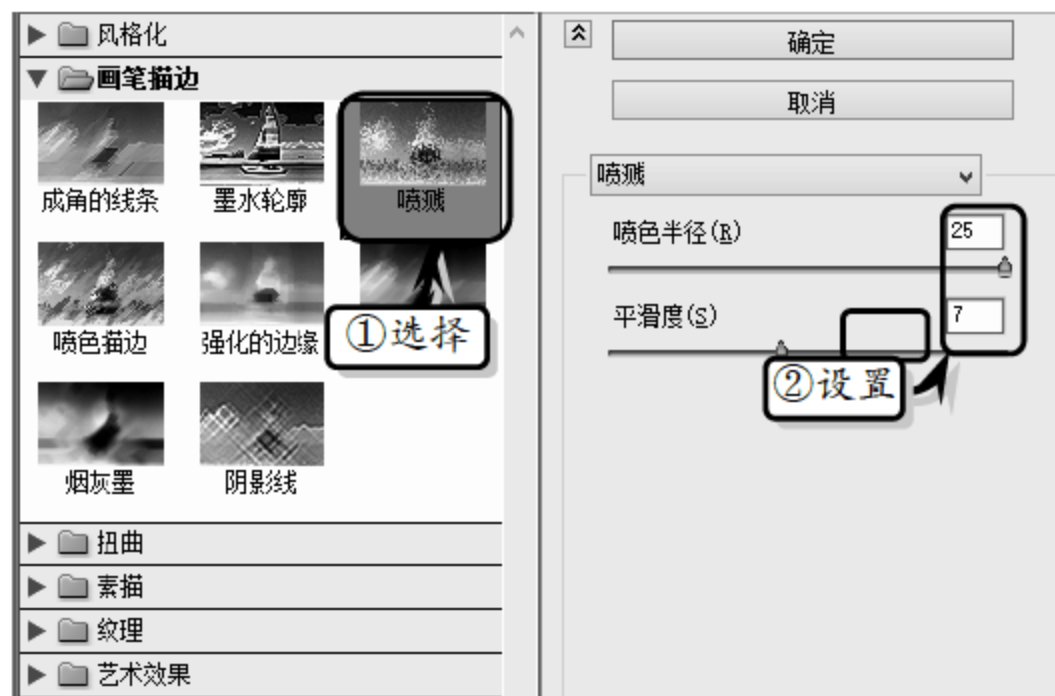 风格化
画笔描边
成角的线条 墨水轮廓 喷溅
喷色描边 强化的边缘
①选择
烟灰墨 阴影线
扭曲
素描
纹理
艺术效果
确定
取消
喷溅
喷色半径(R) 25
平滑度(S) 7
②设置